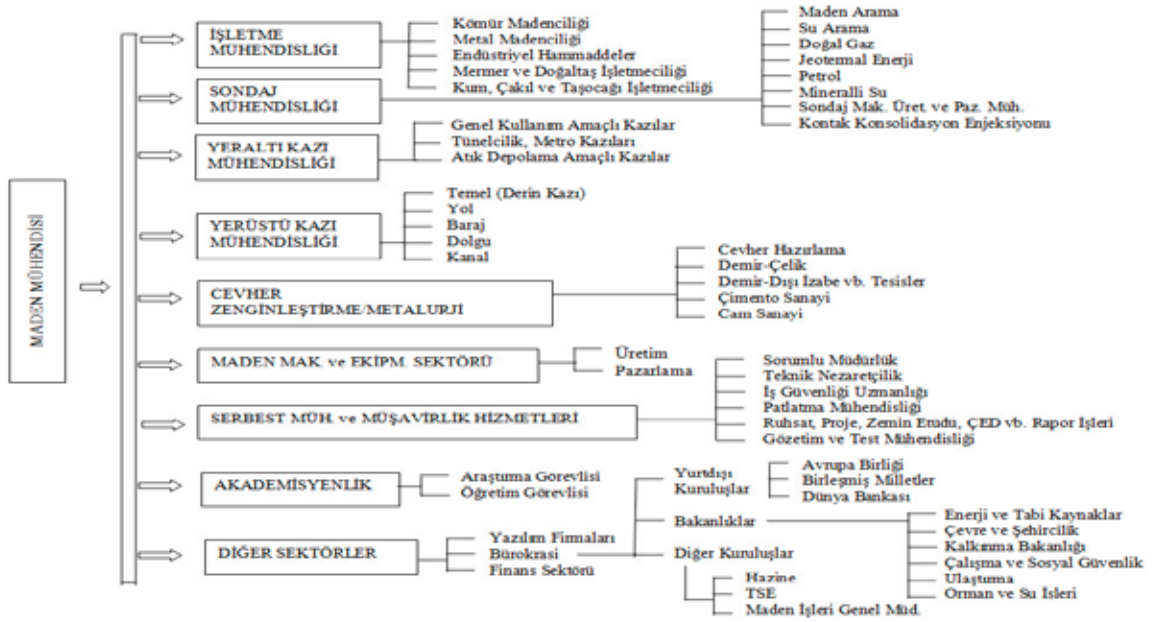 MADEN MÜHENDİSİ
İŞLETME
MÜHENDİSLİĞİ
Kömür Madenciliği
Metal Madenciliği
Endüstriyel Hammaddeler
Mermer ve Doğaltaş İşletmeciliği
Kum, Çakıl ve Taşocağı İşletmeciliği
SONDAJ
MÜHENDİSLİĞİ
Maden Arama
Su Arama
Doğal Gaz
Jeotermal Enerji
Petrol
Mineralli Su
Sondaj Mak. Üret. ve Paz. Müh.
Kontak Konsolidasyon Enjeksiyonu
YERALTI KAZI
MÜHENDİSLİĞİ
Genel Kullanım Amaçlı Kazılar
Tünelcilik, Metro Kazıları
Atık Depolama Amaçlı Kazılar
YERÜSTÜ KAZI
MÜHENDİSLİĞİ
Temel (Derin Kazı)
Yol
Baraj
Dolgu
Kanal
CEVHER
ZENGİNLEŞTİRME/METALURJİ
Cevher Hazırlama
Demir-Çelik
Demir-Dışı İzabe vb. Tesisler
Çimento Sanayi
Cam Sanayi
MADEN MAK. ve EKİPM. SEKTÖRÜ
Üretim
Pazarlama
SERBEST MÜH. ve MÜŞAVİRLİK HİZMETLERİ
Sorumlu Müdürlük
Teknik Nezaretçilik
İş Güvenliği Uzmanlığı
Patlatma Mühendisliği
Ruhsat, Proje, Zemin Etudu, ÇED vb. Rapor İşleri
Gözetim ve Test Mühendisliği
AKADEMİSYENLİK
Araştırma Görevlisi
Öğretim Görevlisi
DİĞER SEKTÖRLER
Yazılım Firmaları
Bürokrasi
Finans Sektörü
Yurtdışı
Kuruluşlar
Avrupa Birliği
Birleşmiş Milletler
Dünya Bankası
Bakanlıklar
Enerji ve Tabi Kaynaklar
Çevre ve Şehircilik
Kalkınma Bakanlığı
Çalışma ve Sosyal Güvenlik
Ulaştırma
Orman ve Su İşleri
Diğer Kuruluşlar
Hazine
TSE
Maden İşleri Genel Müd.